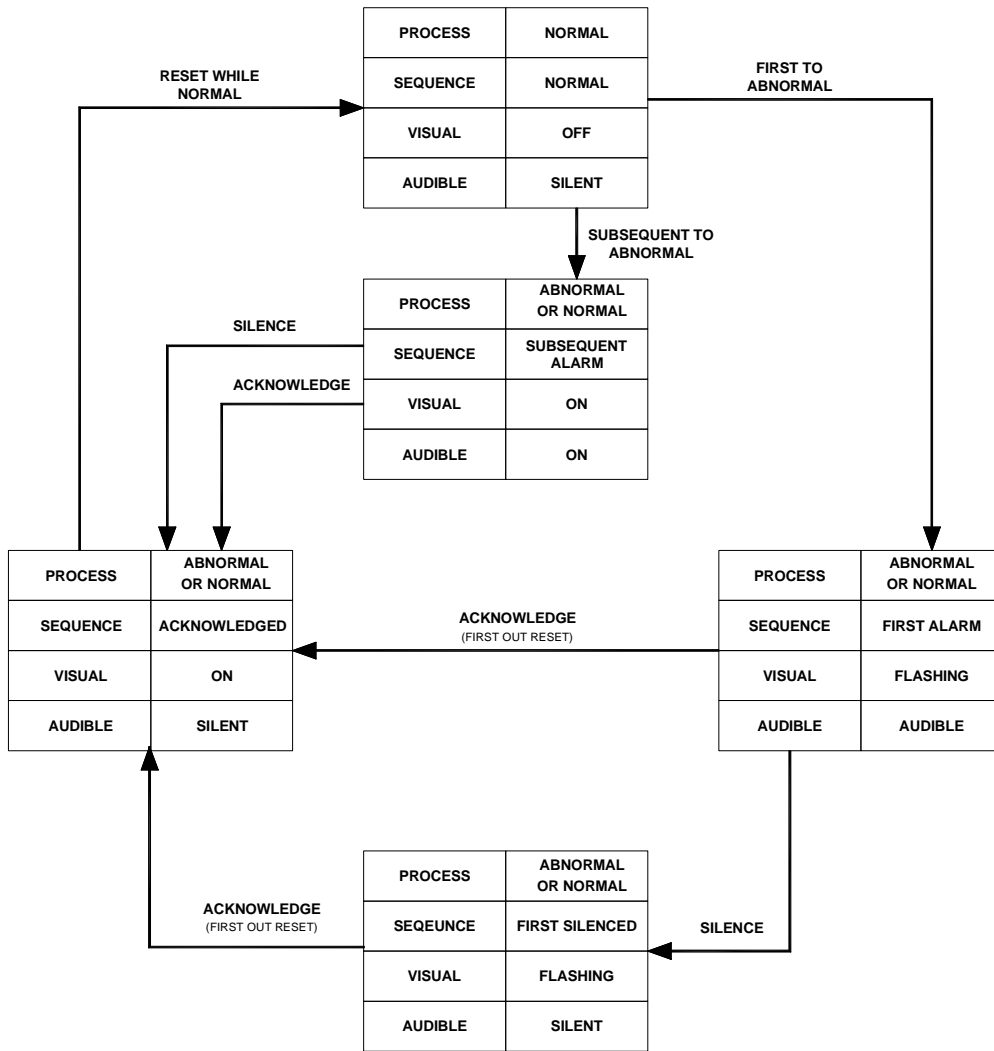 PROCESS NORMAL
SEQUENCE NORMAL
VISUAL OFF
AUDIBLE SILENT
RESET WHILE
NORMAL
FIRST TO
ABNORMAL
SUBSEQUENT TO
ABNORMAL
PROCESS ABNORMAL
OR NORMAL
SEQUENCE SUBSEQUENT
ALARM
VISUAL ON
AUDIBLE ON
SILENCE
ACKNOWLEDGE
PROCESS ABNORMAL
OR NORMAL
SEQUENCE ACKNOWLEDGED
VISUAL ON
AUDIBLE SILENT
ACKNOWLEDGE
(FIRST OUT RESET)
PROCESS ABNORMAL
OR NORMAL
SEQUENCE FIRST ALARM
VISUAL FLASHING
AUDIBLE AUDIBLE
ACKNOWLEDGE
(FIRST OUT RESET)
PROCESS ABNORMAL
OR NORMAL
SEQEUNCE FIRST SILENCED
VISUAL FLASHING
AUDIBLE SILENT
SILENCE